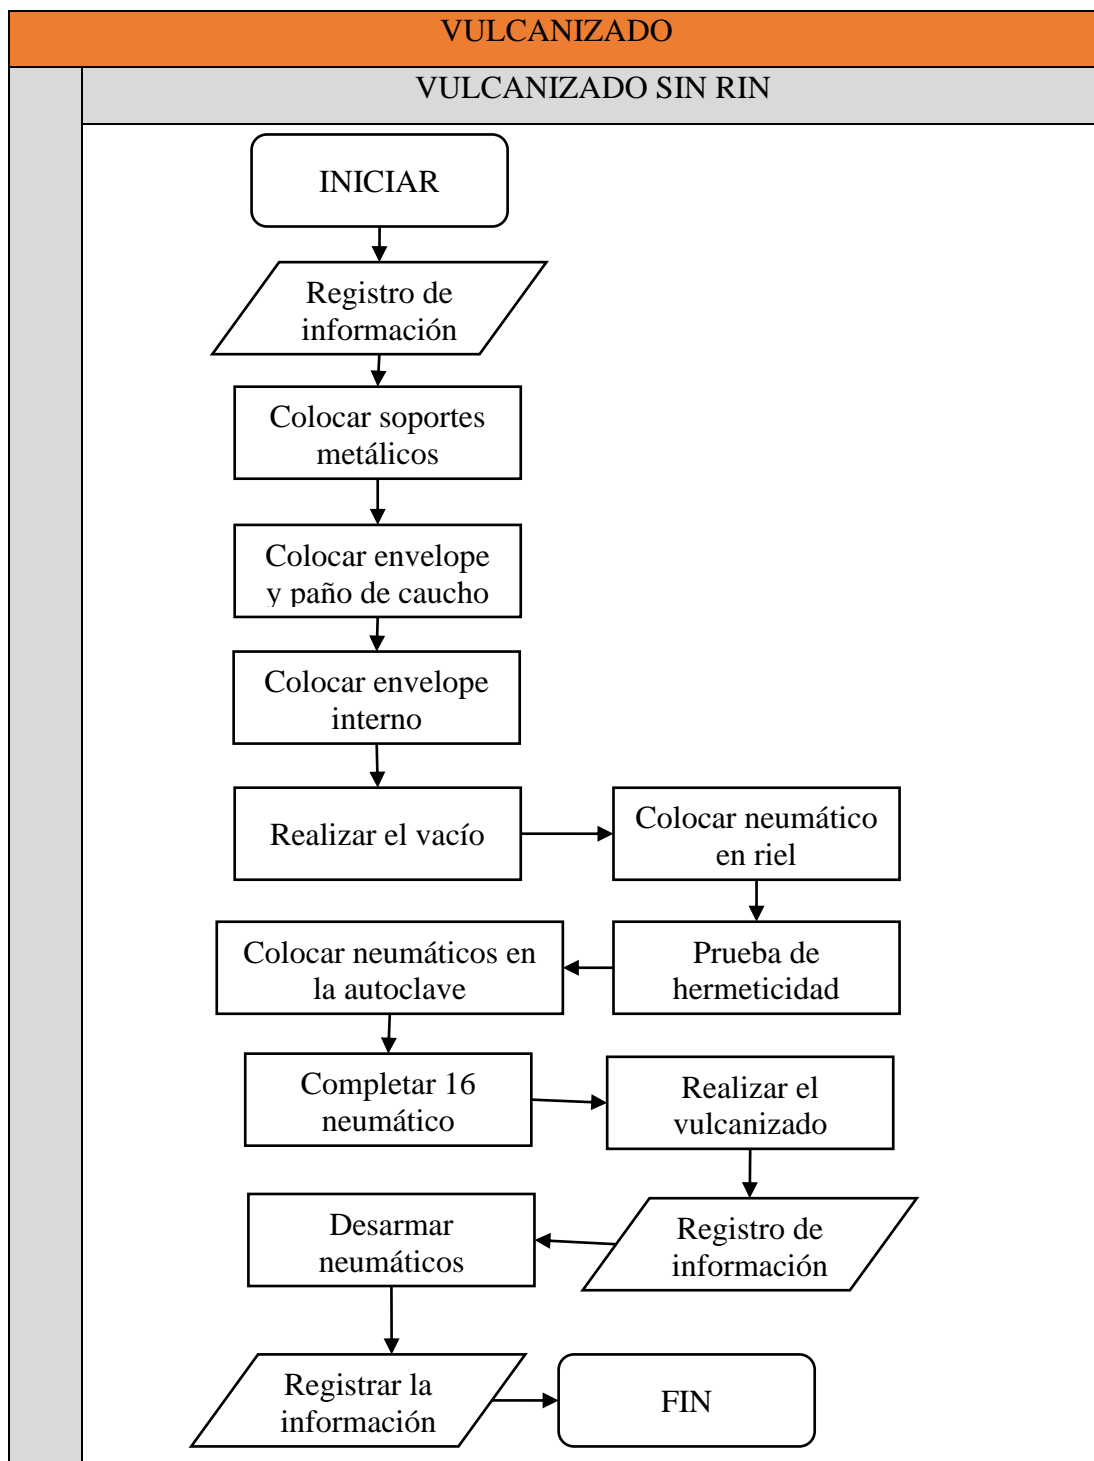 VULCANIZADO
VULCANIZADO SIN RIN
INICIAR
Registro de
información
Colocar soportes
metálicos
Colocar envelope
y paño de caucho
Colocar envelope
interno
Realizar el vacío
Colocar neumático
en riel
Prueba de
hermeticidad
Colocar neumáticos en
la autoclave
Completar 16
neumático
Realizar el
vulcanizado
Registro de
información
Desarmar
neumáticos
Registrar la
información
FIN